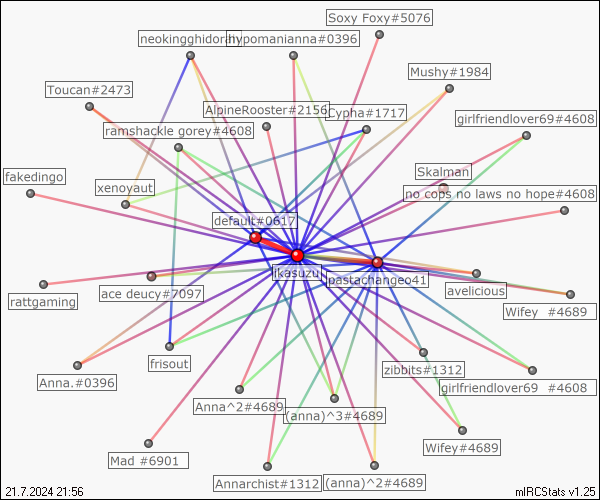 Soxy Foxy#5076
neokingghidorah
hypomanianna#0396
Mushy#1984
Toucan#2473
AlpineRooster#2156
Cypha#1717
girlfriendlover69#4608
ramshackle gorey#4608
Skalman
fakedingo
xenoyaut
no cops no laws no hope#4608
default#0617
ikasuzu
pastachangeo41
rattgaming
ace deucy#7097
avelicious
Wifey #4689
frisout
zibbits#1312
Anna.#0396
girlfriendlover69 #4608
Anna^2#4689
(anna)^3#4689
Wifey#4689
Mad #6901
Annarchist#1312
(anna)^2#4689
21.7.2024 21:56
mIRCStats v1.25